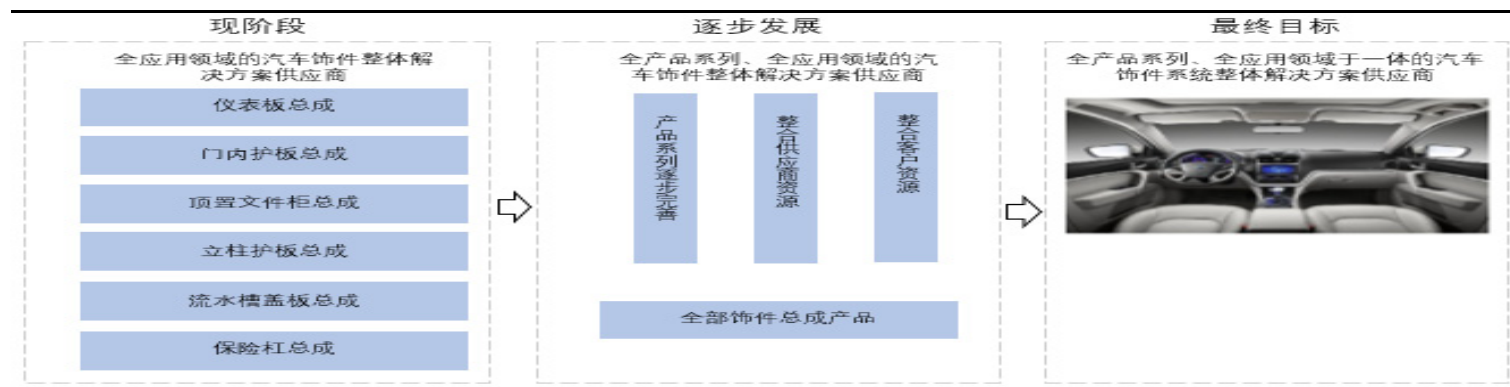 现阶段
全应用领域的汽车饰件整体解
决方案供应商
仪表板总成
门内护板总成
顶置文件柜总成
立柱护板总成
流水槽盖板总成
保险杠总成
逐步发展
全产品系列、全应用领域的汽
车饰件整体解决方案供应商
产品系列逐步完善
整合供应商资源
整合客户资源
全部饰件总成产品
最终目标
全产品系列、全应用领域于一体的汽车
饰件系统整体解决方案供应商